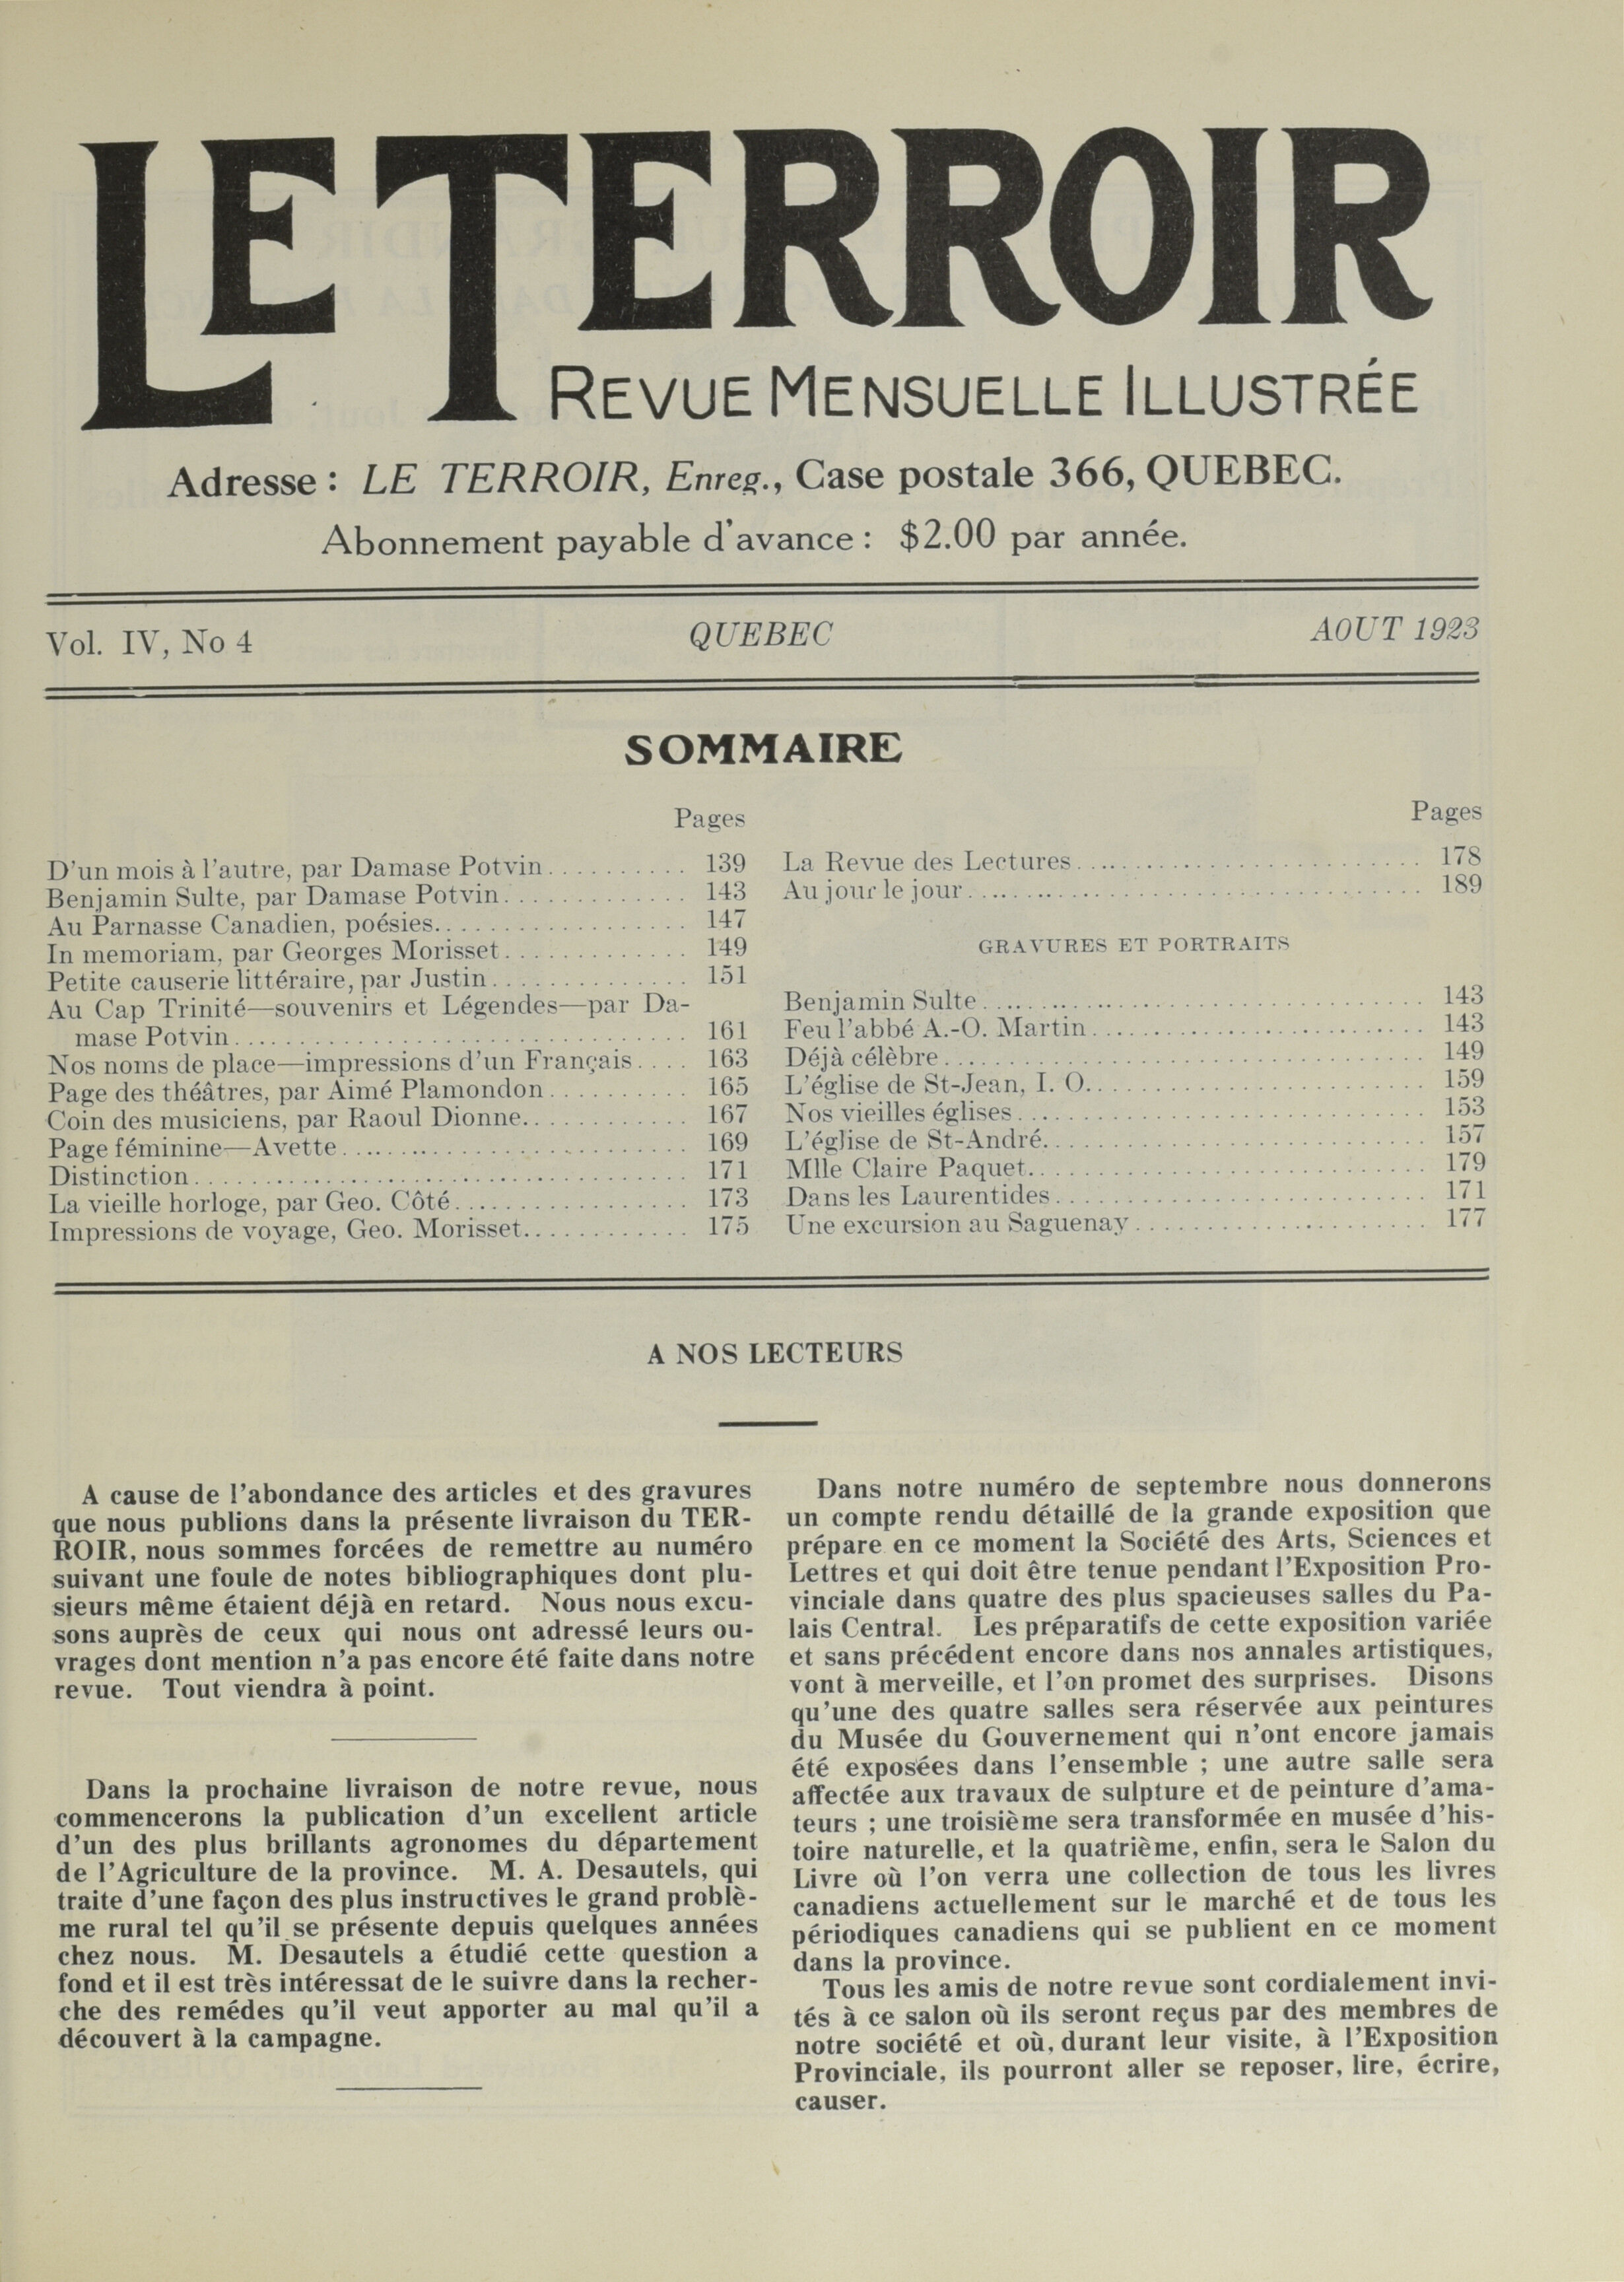 LE TERROIR
REVUE MENSUELLE ILLUSTRÉE
Adresse : LE TERROIR, Enreg., Case postale 366, QUEBEC.
Abonnement payable d'avance : $2.00 par année.
Vol. IV, No 4 QUEBEC AOUT 1923
SOMMAIRE
Pages
D'un mois à l'autre, par Damase Potvin........... 139
Benjamin Sulte, par Damase Potvin............. 143
Au Parnasse Canadien, poésies.................. 147
In memoriam, par Georges Morisset............. 149
Petite causerie littéraire, par Justin.............. 151
Au Cap Trinité—souvenirs et Légendes—par Da-
mase Potvin................................ 161
Nos noms de place—impressions d'un Français.... 163
Page des théâtres, par Aimé Plamondon.......... 165
Coin des musiciens, par Raoul Dionne............ 167
Page féminine—Avette......................... 169
Distinction................................... 171
La vieille horloge, par Geo. Côté................ 173
Impressions de voyage, Geo. Morisset............ 175
Pages
La Revue des Lectures......................... 178
Au jour le jour................................ 189
GRAVURES ET PORTRAITS
Benjamin Sulte............................... 143
Feu l'abbé A.-O. Martin........................ 143
Déjà célèbre.................................. 149
L'église de St-Jean, I. O........................ 159
Nos vieilles églises............................. 153
L'église de St-André........................... 157
Mlle Claire Paquet............................ 179
Dans les Laurentides.......................... 171
Une excursion au Saguenay..................... 177
A NOS LECTEURS
A cause de l'abondance des articles et des gravures
que nous publions dans la présente livraison du TER-
ROIR, nous sommes forcées de remettre au numéro
suivant une foule de notes bibliographiques dont plu-
sieurs même étaient déjà en retard. Nous nous excu-
sons auprès de ceux qui nous ont adressé leurs ou-
vrages dont mention n'a pas encore été faite dans notre
revue. Tout viendra à point.
Dans la prochaine livraison de notre revue, nous
commencerons la publication d'un excellent article
d'un des plus brillants agronomes du département
de l'Agriculture de la province. M. A. Desautels, qui
traite d'une façon des plus instructives le grand problè-
me rural tel qu'il se présente depuis quelques années
chez nous. M. Desautels a étudié cette question a
fond et il est très intéressat de le suivre dans la recher-
che des remédes qu'il veut apporter au mal qu'il a
découvert à la campagne.
Dans notre numéro de septembre nous donnerons
un compte rendu détaillé de la grande exposition que
prépare en ce moment la Société des Arts, Sciences et
Lettres et qui doit être tenue pendant l'Exposition Pro-
vinciale dans quatre des plus spacieuses salles du Pa-
lais Central. Les préparatifs de cette exposition variée
et sans précédent encore dans nos annales artistiques,
vont à merveille, et l'on promet des surprises. Disons
qu'une des quatre salles sera réservée aux peintures
du Musée du Gouvernement qui n'ont encore jamais
été exposées dans l'ensemble ; une autre salle sera
affectée aux travaux de sulpture et de peinture d'ama-
teurs ; une troisième sera transformée en musée d'his-
toire naturelle, et la quatrième, enfin, sera le Salon du
Livre où l'on verra une collection de tous les livres
canadiens actuellement sur le marché et de tous les
périodiques canadiens qui se publient en ce moment
dans la province.
Tous les amis de notre revue sont cordialement invi-
tés à ce salon où ils seront reçus par des membres de
notre société et où, durant leur visite, à l'Exposition
Provinciale, ils pourront aller se reposer, lire, écrire,
causer.